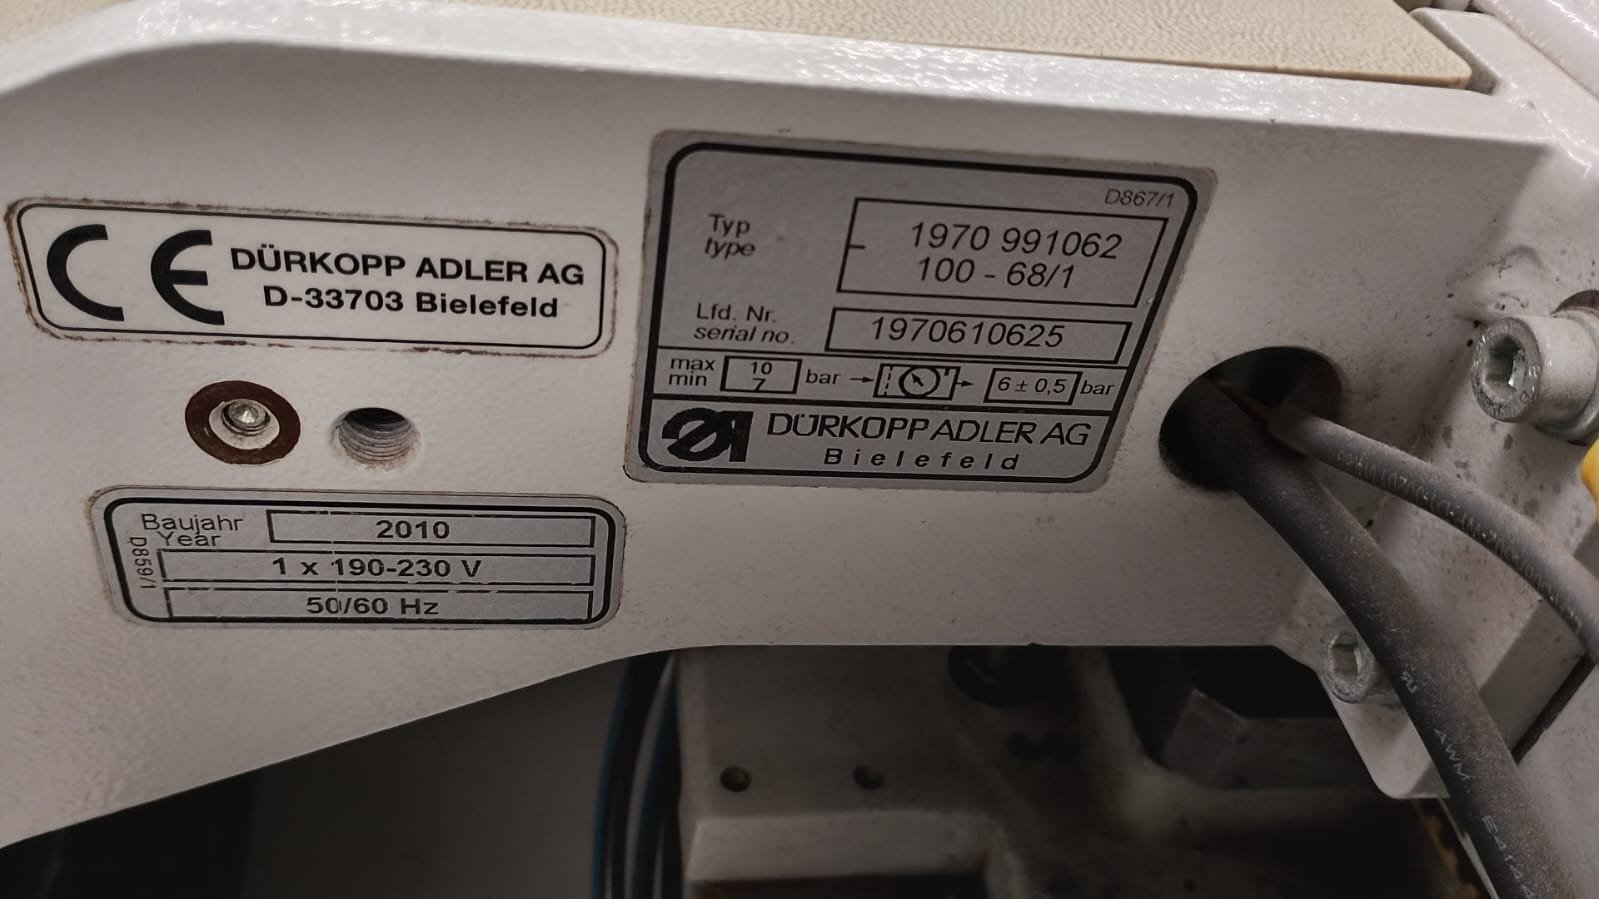 CE
DÜRKOPP ADLER AG
D-33703 Bielefeld
D867/1
Typ
type
1970 991062
100 - 68/1
Lfd. Nr.
serial no.
1970610625
max
min
10
7
bar
6 ± 0,5
bar
DÜRKOPP ADLER AG
Bielefeld
Baujahr
Year
2010
D859/1
1 x 190-230 V
50/60 Hz
AWM